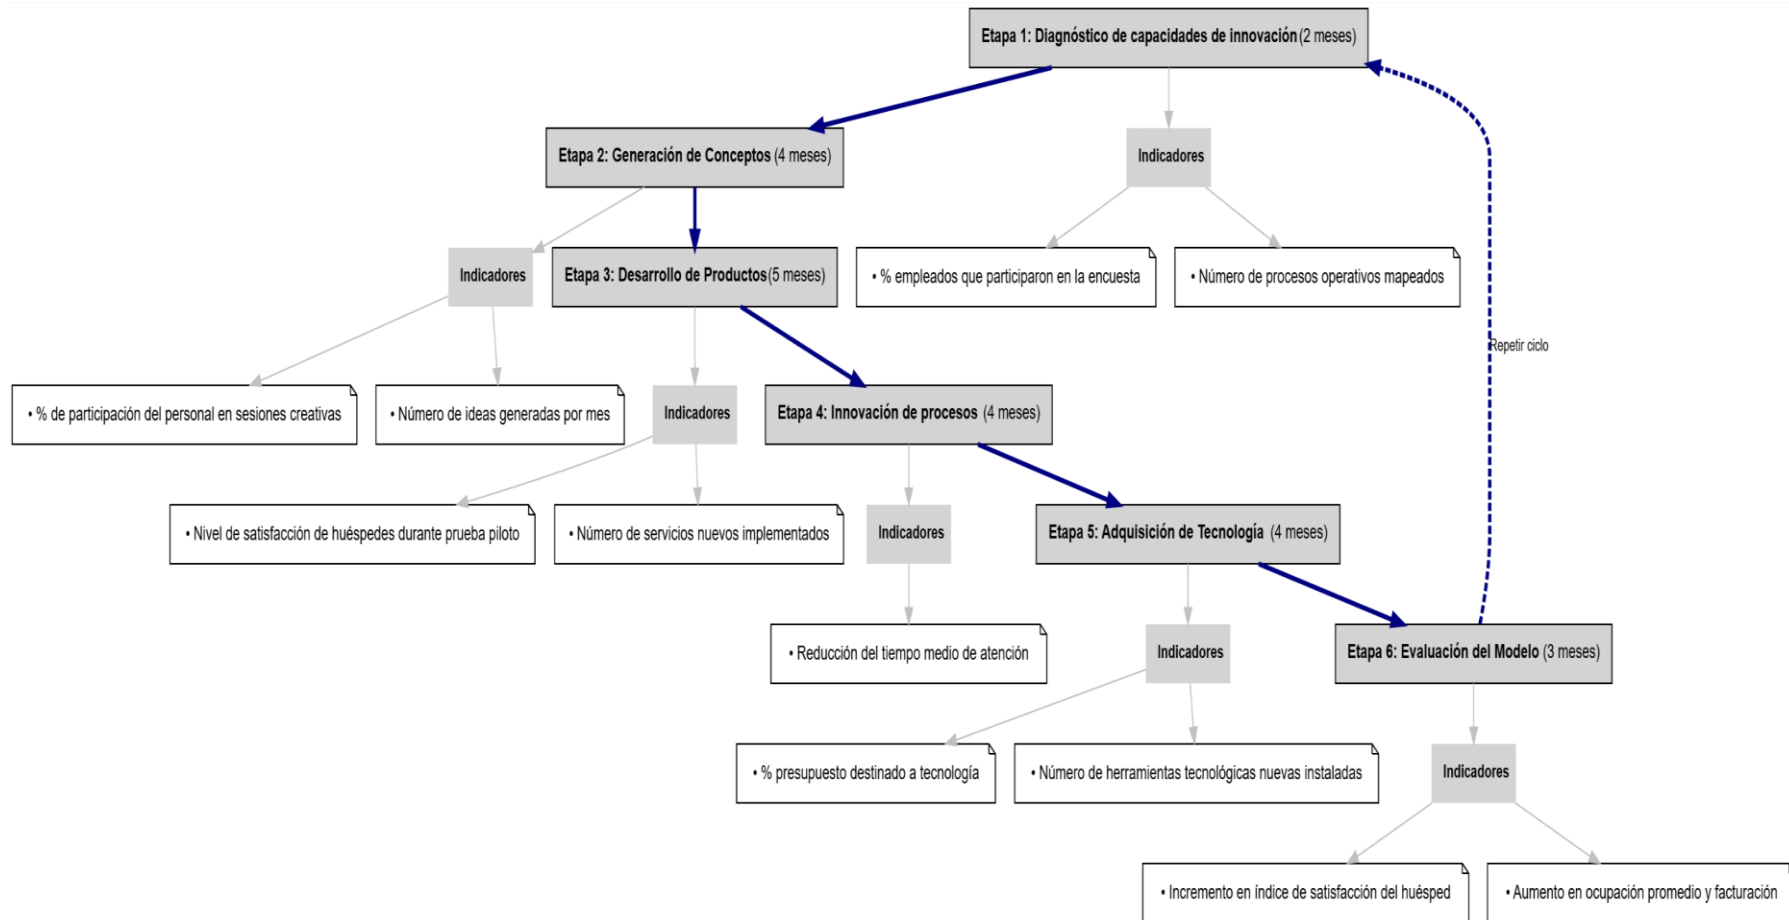 Etapa 1: Diagnóstico de capacidades de innovación (2 meses)
Etapa 2: Generación de Conceptos (4 meses)
Indicadores
Indicadores
Etapa 3: Desarrollo de Productos (5 meses)
• % empleados que participaron en la encuesta
• Número de procesos operativos mapeados
Repetir ciclo
• % de participación del personal en sesiones creativas
• Número de ideas generadas por mes
Indicadores
Etapa 4: Innovación de procesos (4 meses)
• Nivel de satisfacción de huéspedes durante prueba piloto
• Número de servicios nuevos implementados
Indicadores
Etapa 5: Adquisición de Tecnología (4 meses)
• Reducción del tiempo medio de atención
Indicadores
Etapa 6: Evaluación del Modelo (3 meses)
• % presupuesto destinado a tecnología
• Número de herramientas tecnológicas nuevas instaladas
Indicadores
• Incremento en índice de satisfacción del huésped
• Aumento en ocupación promedio y facturación